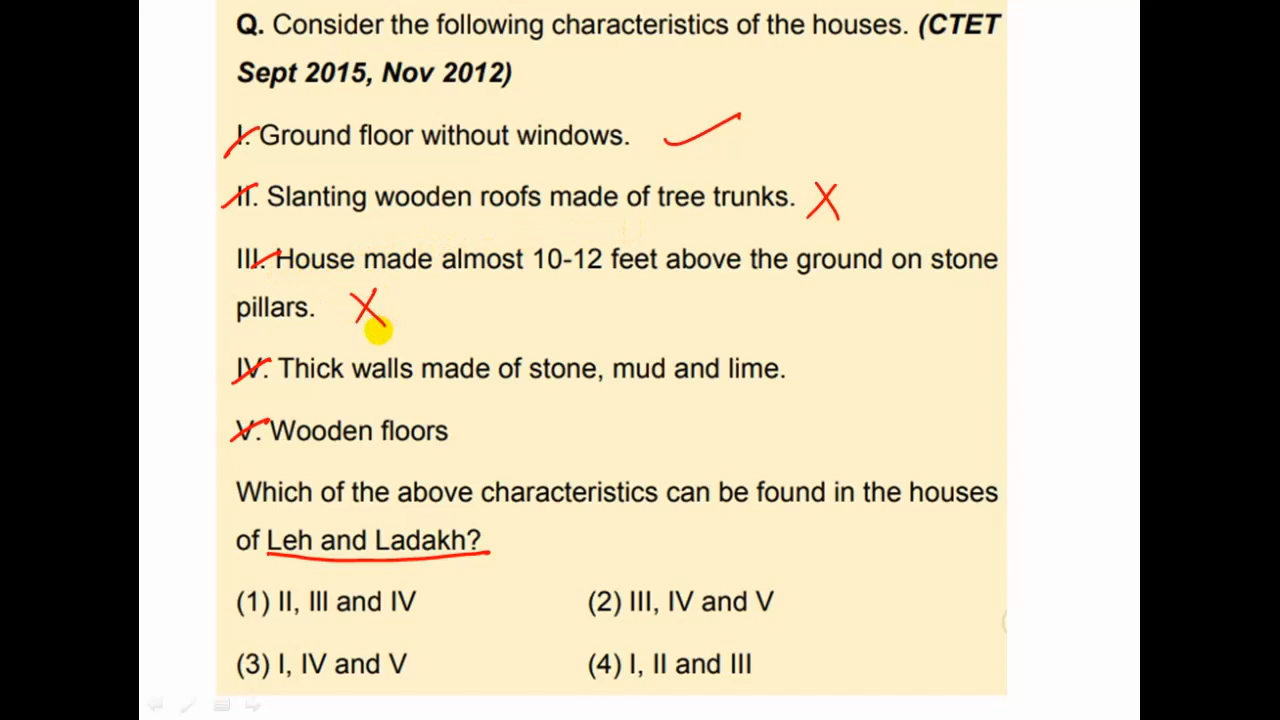 Q. Consider the following characteristics of the houses. (CTET
Sept 2015, Nov 2012)
I. Ground floor without windows.
II. Slanting wooden roofs made of tree trunks.
III. House made almost 10-12 feet above the ground on stone
pillars.
IV. Thick walls made of stone, mud and lime.
V. Wooden floors
Which of the above characteristics can be found in the houses
of Leh and Ladakh?
(1) II, III and IV (2) III, IV and V
(3) I, IV and V (4) I, II and III